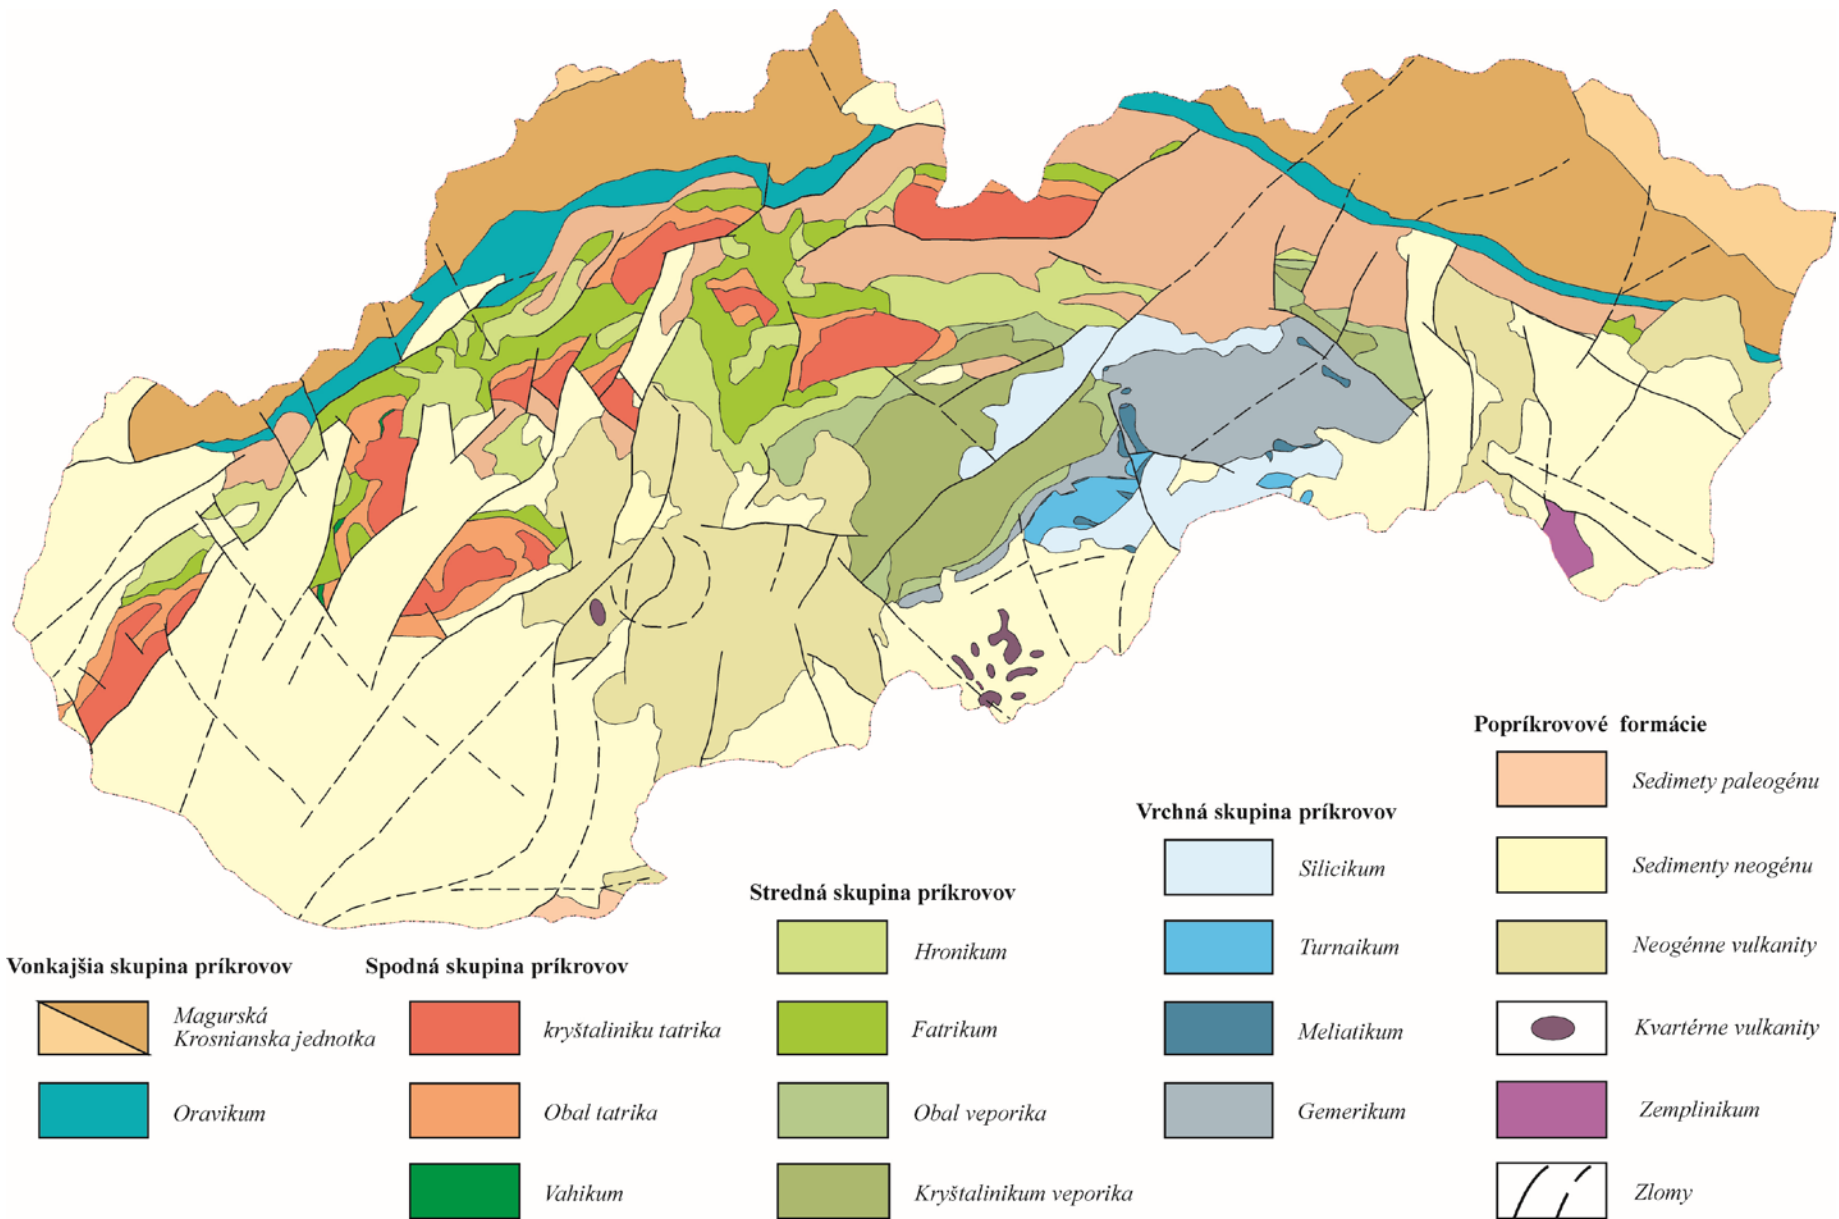 Vonkajšia skupina príkrovov
Magurská
Krosnianska jednotka
Oravikum
Spodná skupina príkrovov
kryštaliniku tatrika
Obal tatrika
Vahikum
Stredná skupina príkrovov
Hronikum
Fatrikum
Obal veporika
Kryštalinikum veporika
Vrchná skupina príkrovov
Silicikum
Turnaikum
Meliatikum
Gemerikum
Popríkrovové formácie
Sedimety paleogénu
Sedimenty neogénu
Neogénne vulkanity
Kvartérne vulkanity
Zemplinikum
Zlomy